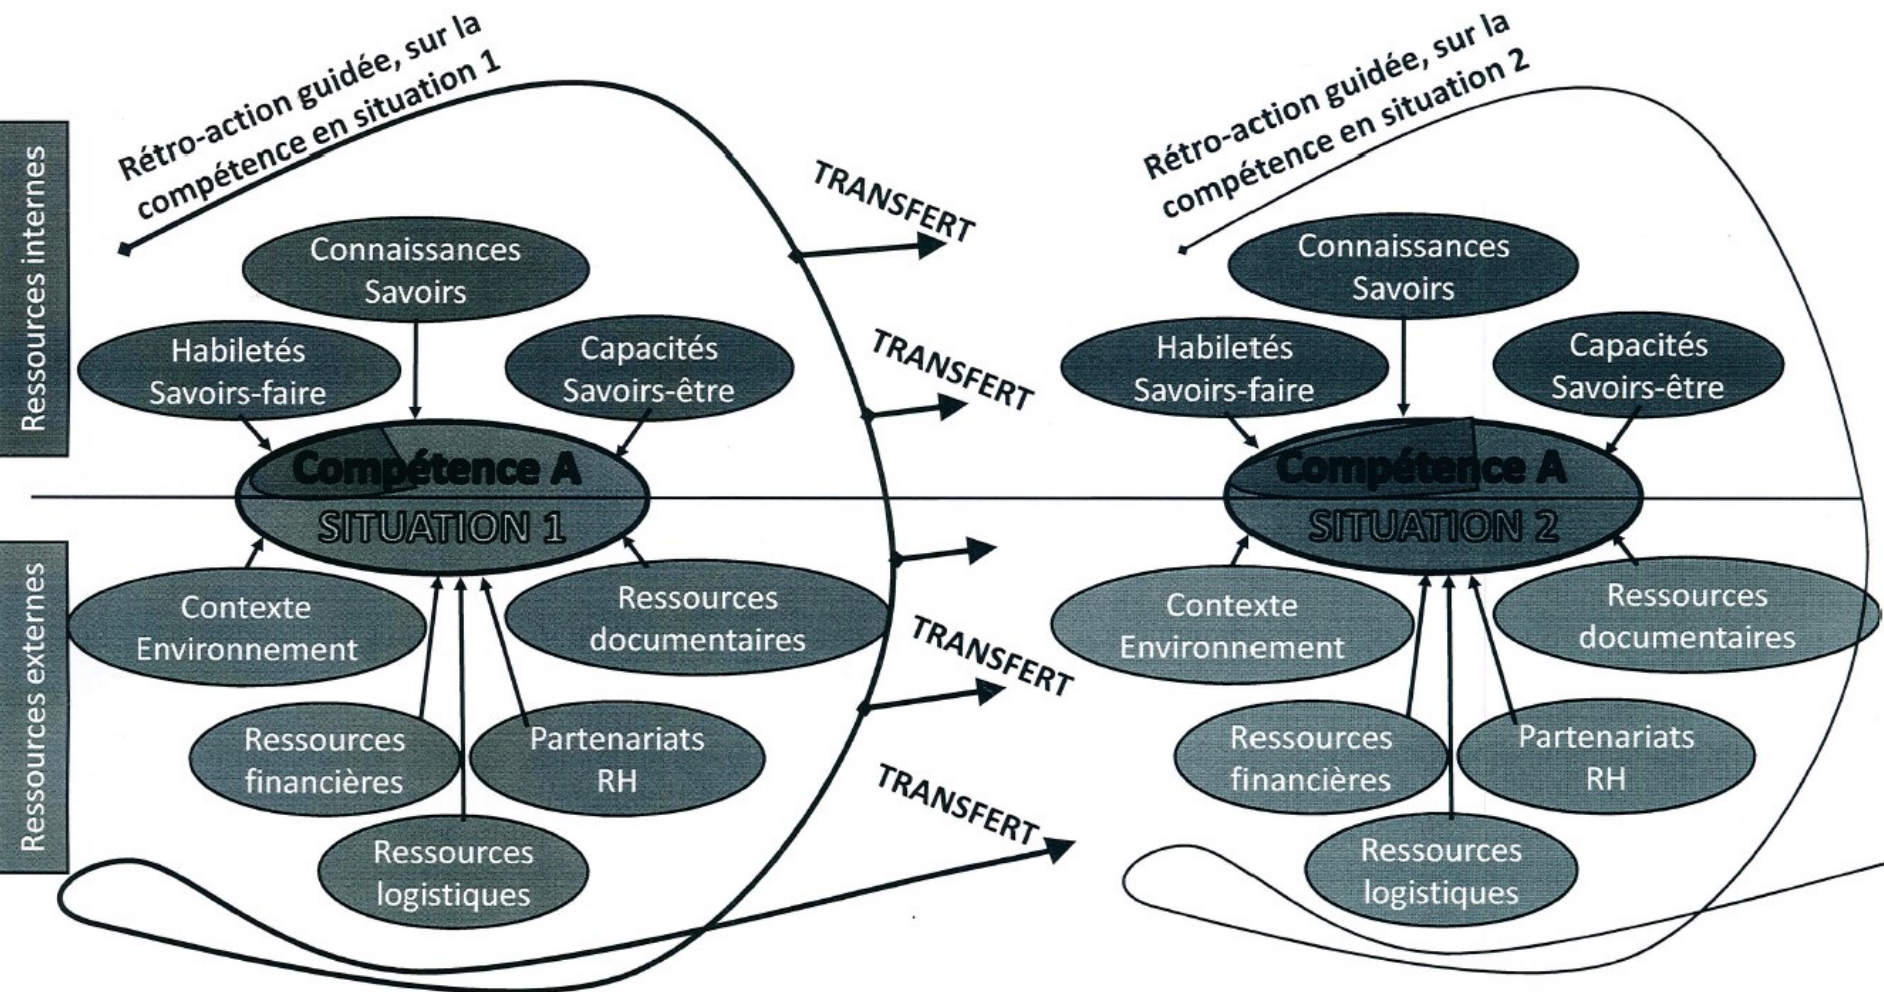 Rétro-action guidée, sur la
compétence en situation 1
Ressources internes
Connaissances
Savoirs
Habiletés
Savoirs-faire
Capacités
Savoirs-être
Compétence A
SITUATION 1
Ressources externes
Contexte
Environnement
Ressources
documentaires
Ressources
financières
Partenariats
RH
Ressources
logistiques
TRANSFERT
TRANSFERT
TRANSFERT
TRANSFERT
Rétro-action guidée, sur la
compétence en situation 2
Connaissances
Savoirs
Habiletés
Savoirs-faire
Capacités
Savoirs-être
Compétence A
SITUATION 2
Contexte
Environnement
Ressources
documentaires
Ressources
financières
Partenariats
RH
Ressources
logistiques